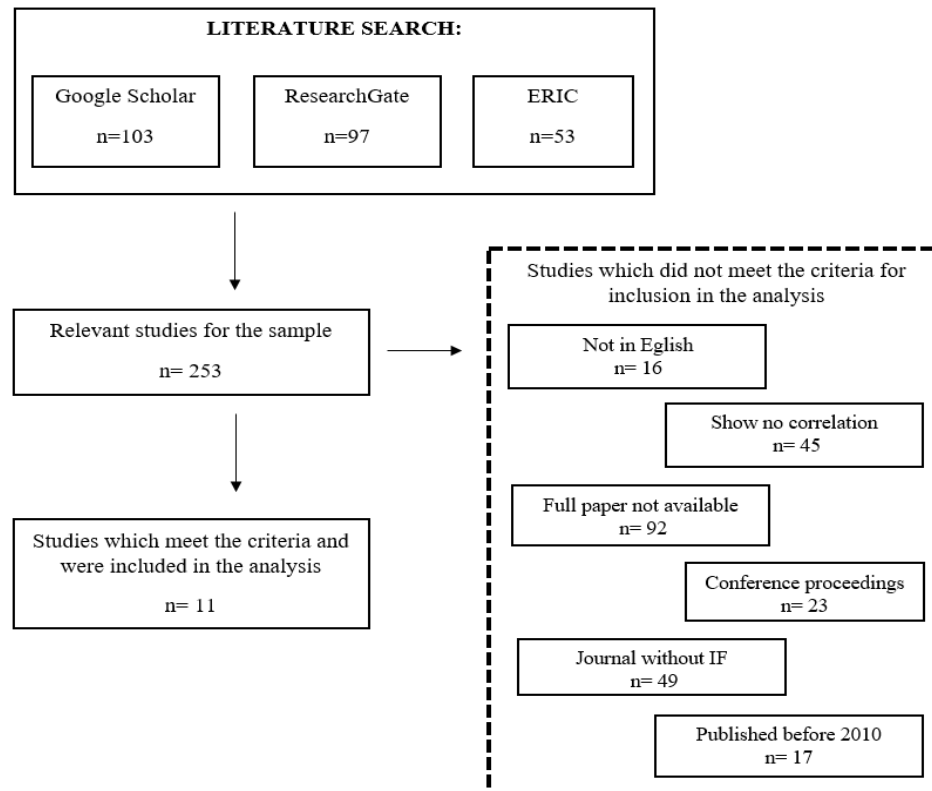 LITERATURE SEARCH:
Google Scholar
n=103
ResearchGate
n=97
ERIC
n=53
Relevant studies for the sample
n= 253
Studies which meet the criteria and
were included in the analysis
n= 11
Studies which did not meet the criteria for
inclusion in the analysis
Not in Eglish
n= 16
Show no correlation
n= 45
Full paper not available
n= 92
Conference proceedings
n= 23
Journal without IF
n= 49
Published before 2010
n= 17